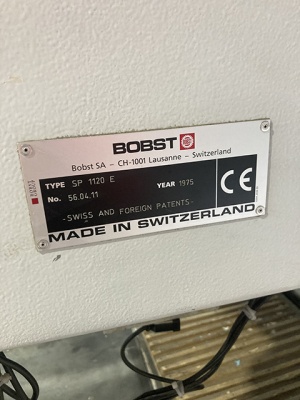 BOBST
Bobst SA – CH-1001 Lausanne – Switzerland
TYPE SP 1120 E YEAR 1975
No. 56.04.11
-SWISS AND FOREIGN PATENTS-
CE
MADE IN SWITZERLAND